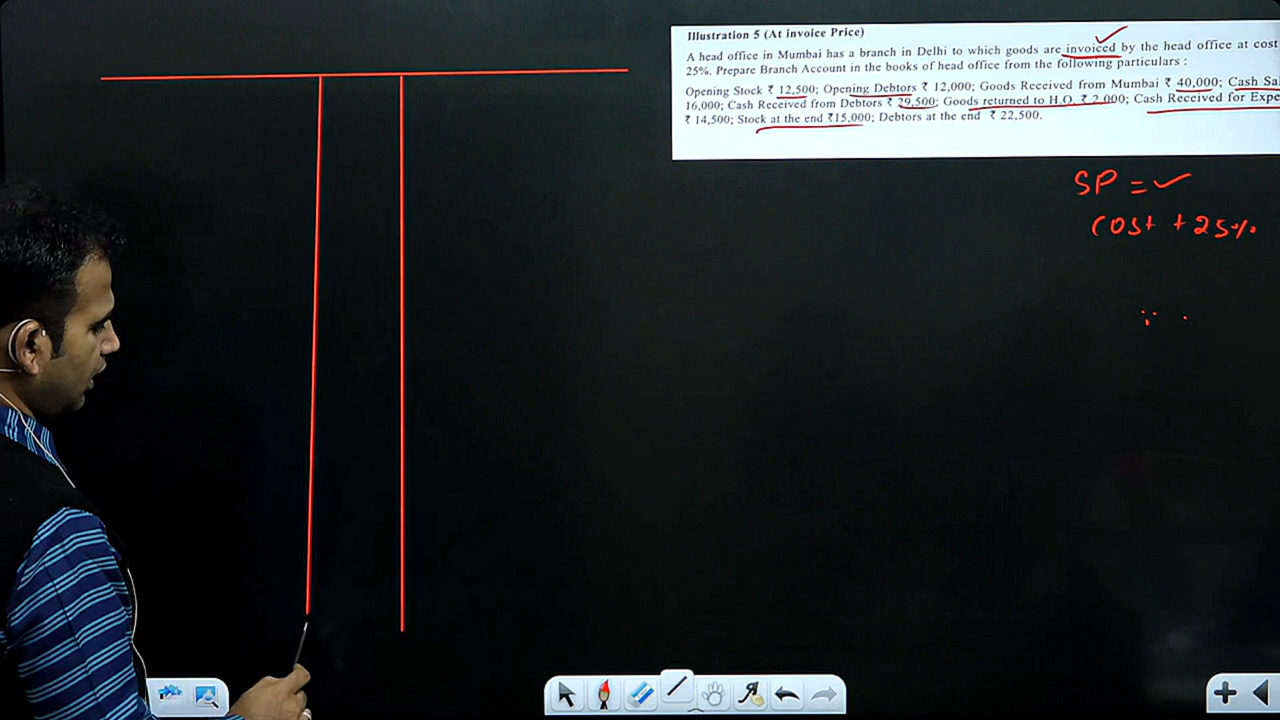 Illustration 5 (At invoice Price)
A head office in Mumbai has a branch in Delhi to which goods are invoiced by the head office at cost
25%. Prepare Branch Account in the books of head office from the following particulars :
Opening Stock ₹ 12,500; Opening Debtors ₹ 12,000; Goods Received from Mumbai ₹ 40,000; Cash Sa
16,000; Cash Received from Debtors ₹ 29,500; Goods returned to H.O. ₹ 2,000; Cash Received for Expe
₹ 14,500; Stock at the end ₹15,000; Debtors at the end ₹ 22,500.
SP = ✓
Cost + 25%